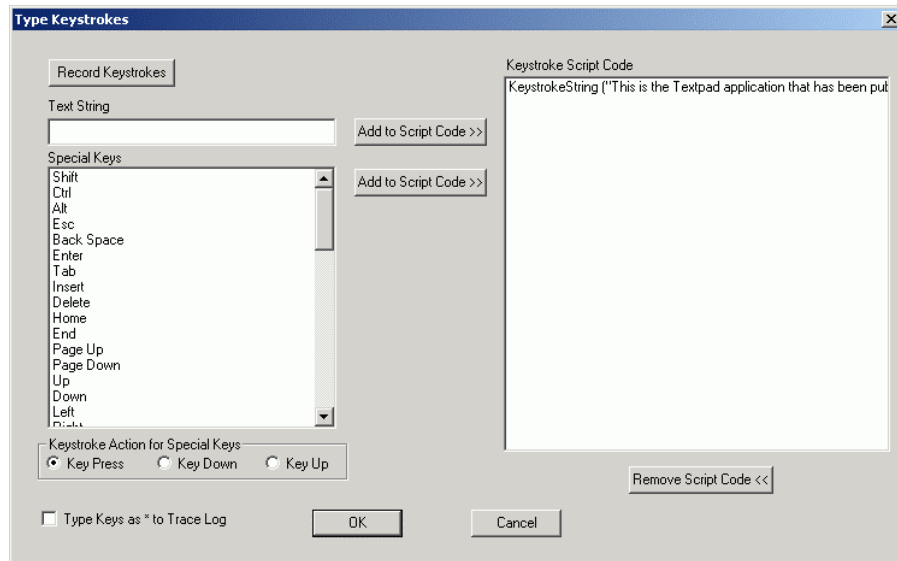 Type Keystrokes
Record Keystrokes
Text String
Add to Script Code >>
Special Keys
Shift
Ctrl
Alt
Esc
Back Space
Enter
Tab
Insert
Delete
Home
End
Page Up
Page Down
Up
Down
Left
Right
Add to Script Code >>
Keystroke Action for Special Keys
Key Press Key Down Key Up
Type Keys as * to Trace Log
OK
Cancel
Keystroke Script Code
KeystrokeString ("This is the Textpad application that has been pub
Remove Script Code <<